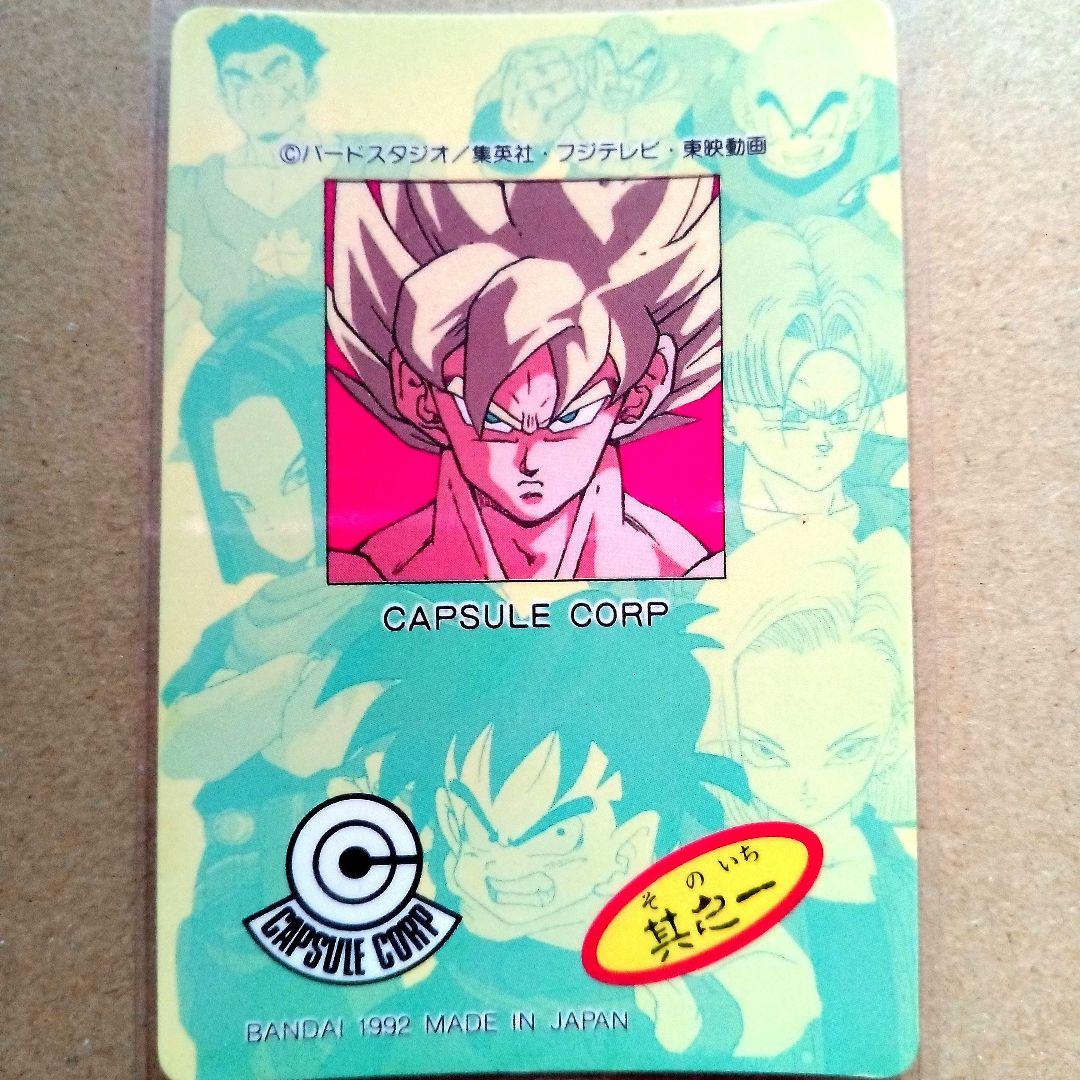 ©バードスタジオ/集英社・フジテレビ・東映動画
CAPSULE CORP
CAPSULE CORP
そのいち
其之一
BANDAI 1992 MADE IN JAPAN